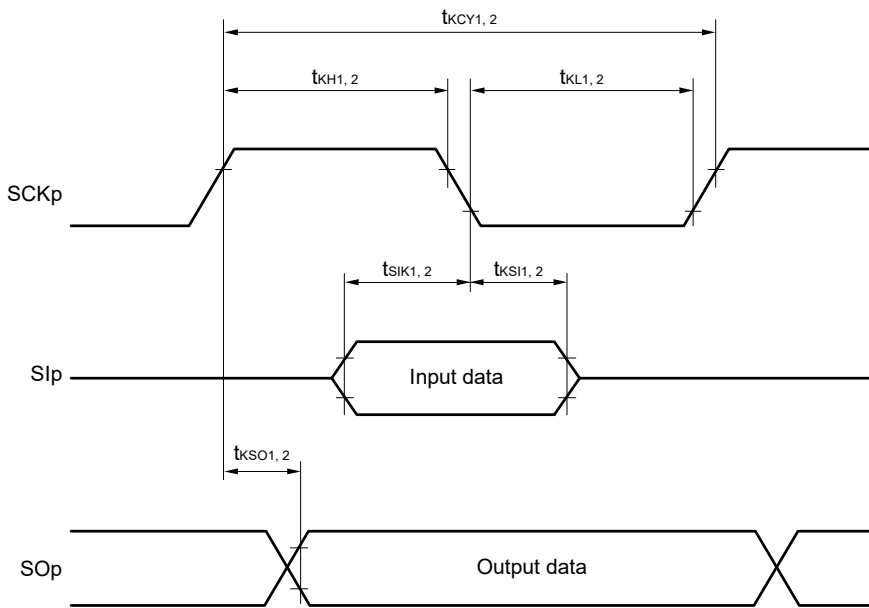 tKCY1, 2
tKH1, 2
tKL1, 2
SCKp
tSIK1, 2
tKSI1, 2
SIp
Input data
tKSO1, 2
SOp
Output data